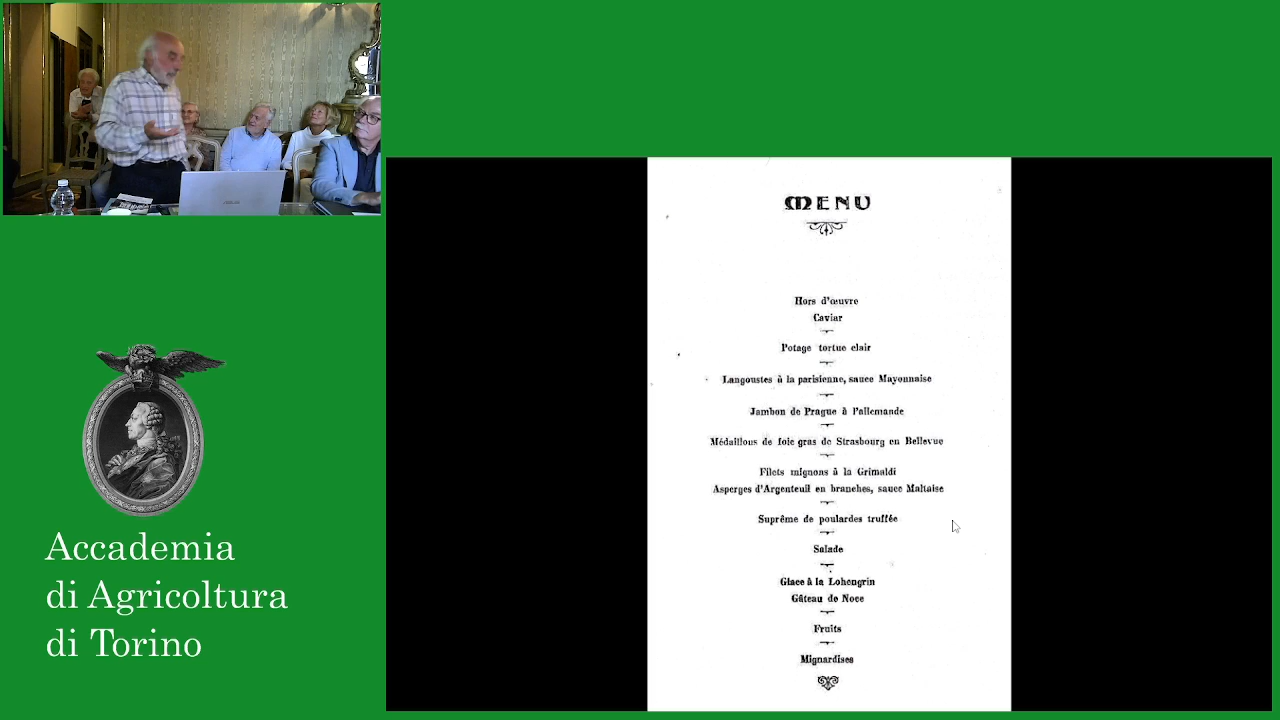 MENU
Hors d'œuvre
Caviar
Potage tortue clair
Langoustes à la parisienne, sauce Mayonnaise
Jambon de Prague à l'allemande
Médaillons de foie gras de Strasbourg en Bellevue
Filets mignons à la Grimaldi
Asperges d'Argenteuil en branches, sauce Maltaise
Suprême de poulardes truffée
Salade
Glace à la Lohengrin
Gâteau de Noce
Fruits
Mignardises
Accademia
di Agricoltura
di Torino